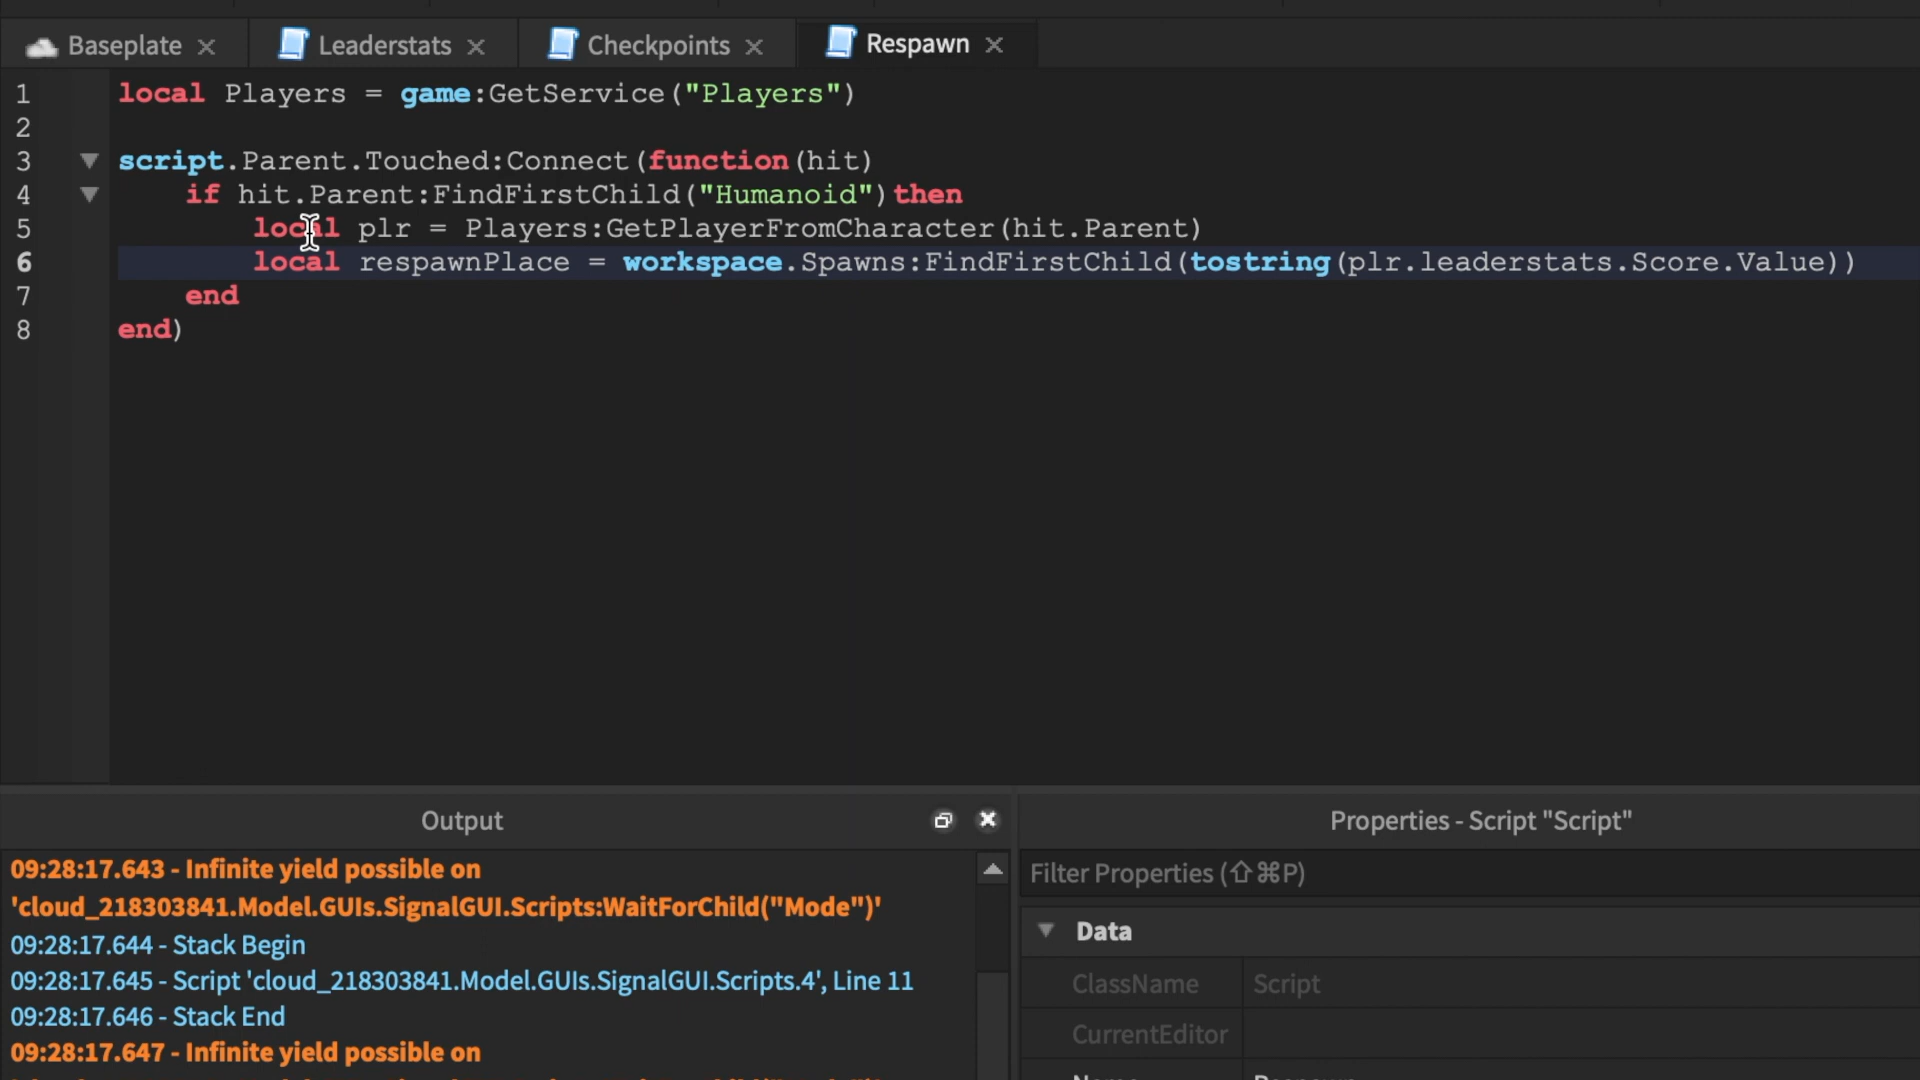 Baseplate
Leaderstats
Checkpoints
Respawn
1 local Players = game:GetService("Players")
2
3 script.Parent.Touched:Connect(function(hit)
4 if hit.Parent:FindFirstChild("Humanoid")then
5 local plr = Players:GetPlayerFromCharacter(hit.Parent)
6 local respawnPlace = workspace.Spawns:FindFirstChild(tostring(plr.leaderstats.Score.Value))
7 end
8 end)
Output
09:28:17.643 - Infinite yield possible on
'cloud_218303841.Model.GUIs.SignalGUI.Scripts:WaitForChild("Mode")'
09:28:17.644 - Stack Begin
09:28:17.645 - Script 'cloud_218303841.Model.GUIs.SignalGUI.Scripts.4', Line 11
09:28:17.646 - Stack End
09:28:17.647 - Infinite yield possible on
Properties - Script "Script"
Filter Properties (⇧⌘P)
Data
ClassName Script
CurrentEditor